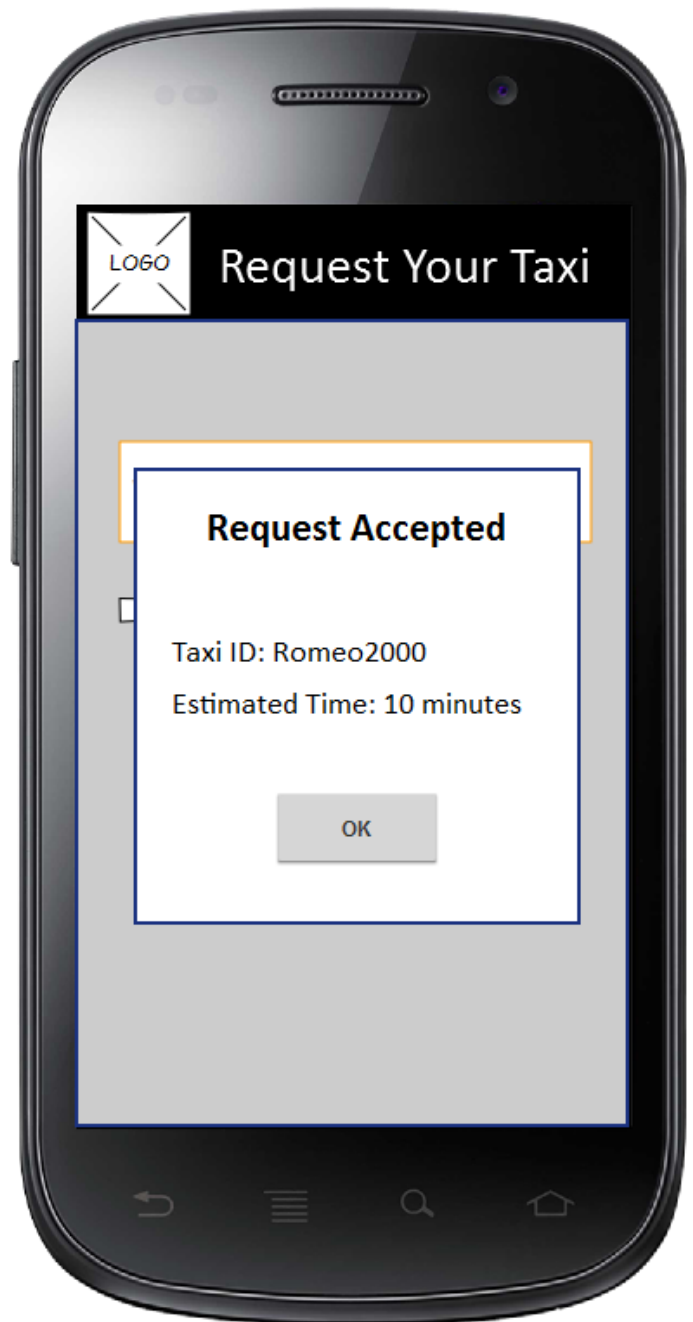 LOGO
Request Your Taxi
Request Accepted
Taxi ID: Romeo2000
Estimated Time: 10 minutes
OK